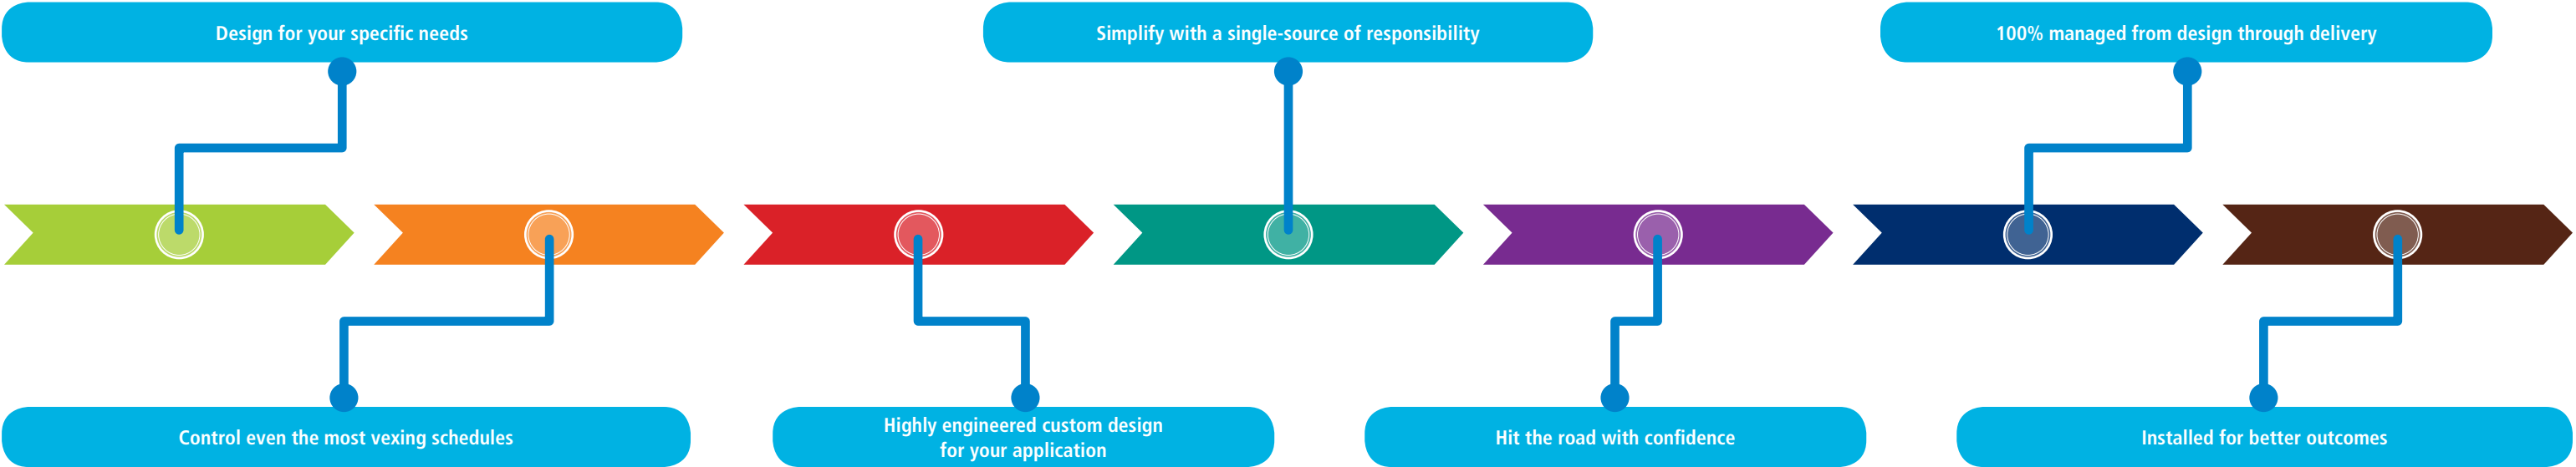 Design for your specific needs
Simplify with a single-source of responsibility
100% managed from design through delivery
Control even the most vexing schedules
Highly engineered custom design
for your application
Hit the road with confidence
Installed for better outcomes